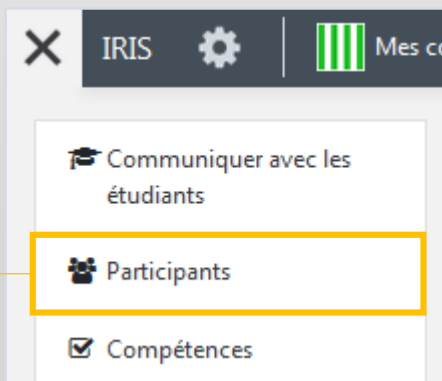 IRIS
Mes co
Communiquer avec les
étudiants
Participants
Compétences